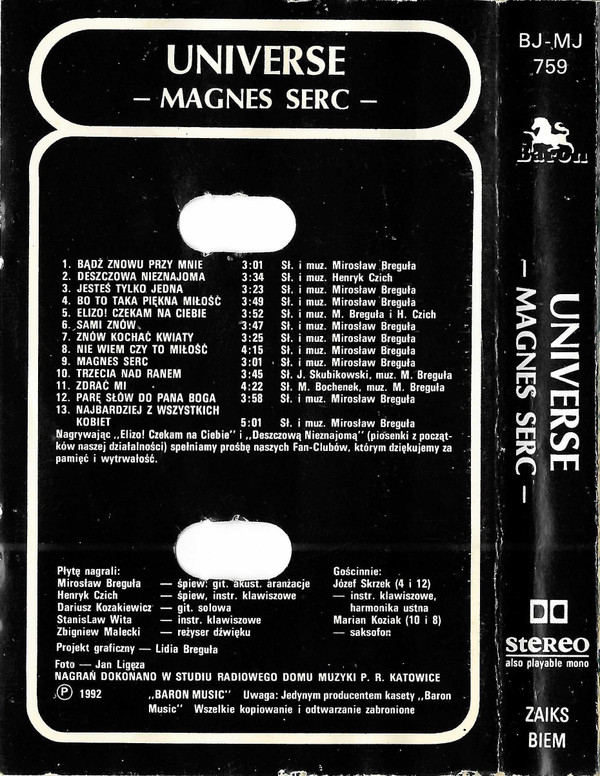 UNIVERSE
– MAGNES SERC –
1. BĄDŹ ZNOWU PRZY MNIE 3:01 Sł. i muz. Mirosław Breguła
2. DESZCZOWA NIEZNAJOMA 3:34 Sł. i muz. Henryk Czich
3. JESTEŚ TYLKO JEDNA 3:23 Sł. i muz. Mirosław Breguła
4. BO TO TAKA PIĘKNA MIŁOŚĆ 3:49 Sł. i muz. Mirosław Breguła
5. ELIZO! CZEKAM NA CIEBIE 3:52 Sł. i muz. M. Breguła i H. Czich
6. SAMI ZNÓW 3:47 Sł. i muz. Mirosław Breguła
7. ZNÓW KOCHAĆ KWIATY 3:25 Sł. i muz. Mirosław Breguła
8. NIE WIEM CZY TO MIŁOŚĆ 4:15 Sł. i muz. Mirosław Breguła
9. MAGNES SERC 3:01 Sł. i muz. Mirosław Breguła
10. TRZECIA NAD RANEM 3:45 Sł. J. Skubikowski, muz. M. Breguła
11. ZDRAĆ MI 4:22 Sł. M. Bochenek, muz. M. Breguła
12. PARĘ SŁÓW DO PANA BOGA 3:58 Sł. i muz. Mirosław Breguła
13. NAJBARDZIEJ Z WSZYSTKICH
KOBIET 5:01 Sł. i muz. Mirosław Breguła
Nagrywając „Elizo! Czekam na Ciebie" i „Deszczową Nieznajomą" (piosenki z począt-
ków naszej działalności) spełniamy prośbę naszych Fan-Clubów, którym dziękujemy za
pamięć i wytrwałość.
Płytę nagrali:
Mirosław Breguła — śpiew: git. akust. aranżacje
Henryk Czich — śpiew, instr. klawiszowe
Dariusz Kozakiewicz — git. solowa
StanisLaw Wita — instr. klawiszowe
Zbigniew Malecki — reżyser dźwięku
Gościnnie:
Józef Skrzek (4 i 12)
— instr. klawiszowe,
harmonika ustna
Marian Koziak (10 i 8)
— saksofon
Projekt graficzny — Lidia Breguła
Foto — Jan Ligęza
NAGRAŃ DOKONANO W STUDIU RADIOWEGO DOMU MUZYKI P. R. KATOWICE
Ⓟ 1992 „BARON MUSIC" Uwaga: Jedynym producentem kasety „Baron
Music" Wszelkie kopiowanie i odtwarzanie zabronione
BJ-MJ
759
Baron
UNIVERSE
– MAGNES SERC –
stereo
also playable mono
ZAIKS
BIEM